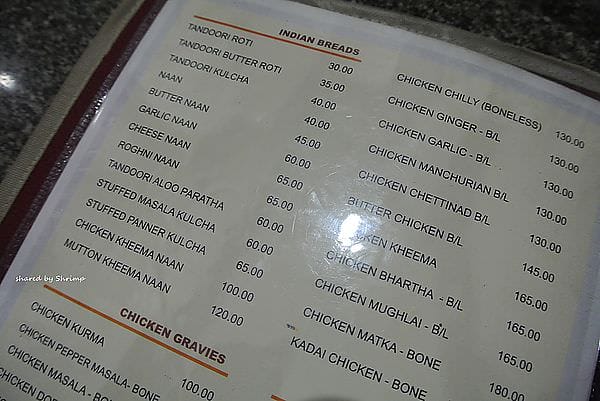 INDIAN BREADS
TANDOORI ROTI 30.00
TANDOORI BUTTER ROTI 35.00
TANDOORI KULCHA 40.00
NAAN 40.00
BUTTER NAAN 45.00
GARLIC NAAN 60.00
CHEESE NAAN 65.00
ROGHNI NAAN 65.00
TANDOORI ALOO PARATHA 60.00
STUFFED MASALA KULCHA 60.00
STUFFED PANNER KULCHA 65.00
CHICKEN KHEEMA NAAN 100.00
MUTTON KHEEMA NAAN 120.00
CHICKEN GRAVIES
CHICKEN KURMA 100.00
CHICKEN PEPPER MASALA- BONE
CHICKEN MASALA - BON
CHICKEN DO
CHICKEN CHILLY (BONELESS) 130.00
CHICKEN GINGER - B/L 130.00
CHICKEN GARLIC - B/L 130.00
CHICKEN MANCHURIAN B/L 130.00
CHICKEN CHETTINAD B/L 130.00
BUTTER CHICKEN B/L 145.00
CHICKEN KHEEMA 165.00
CHICKEN BHARTHA - B/L 165.00
CHICKEN MUGHLAI - B/L 165.00
CHICKEN MATKA - BONE 180.00
KADAI CHICKEN - BONE
shared by Shrimp